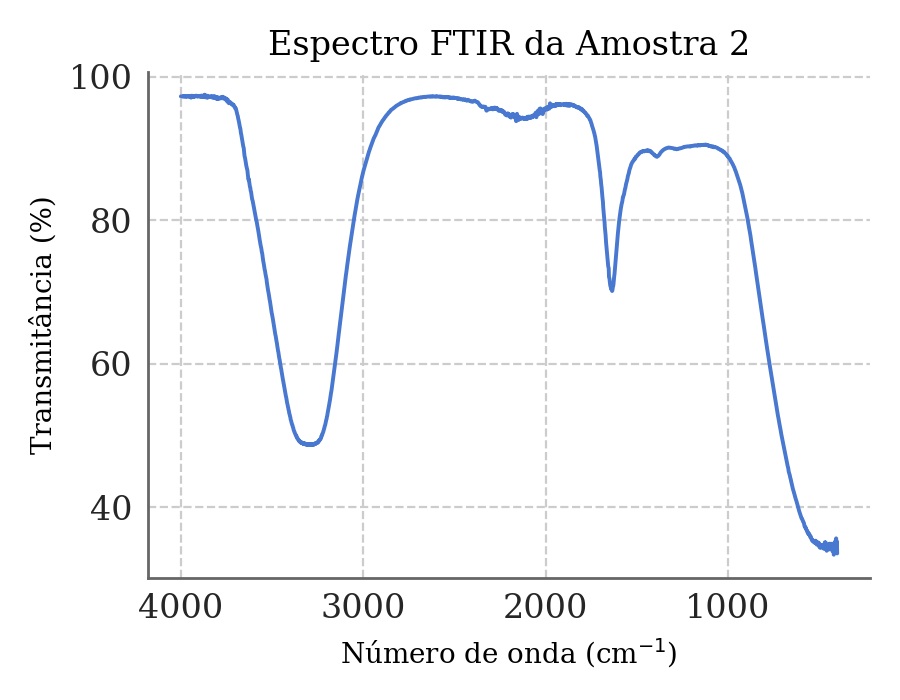 Espectro FTIR da Amostra 2
100
80
60
40
Transmitância (%)
4000 3000 2000 1000
Número de onda (cm⁻¹)